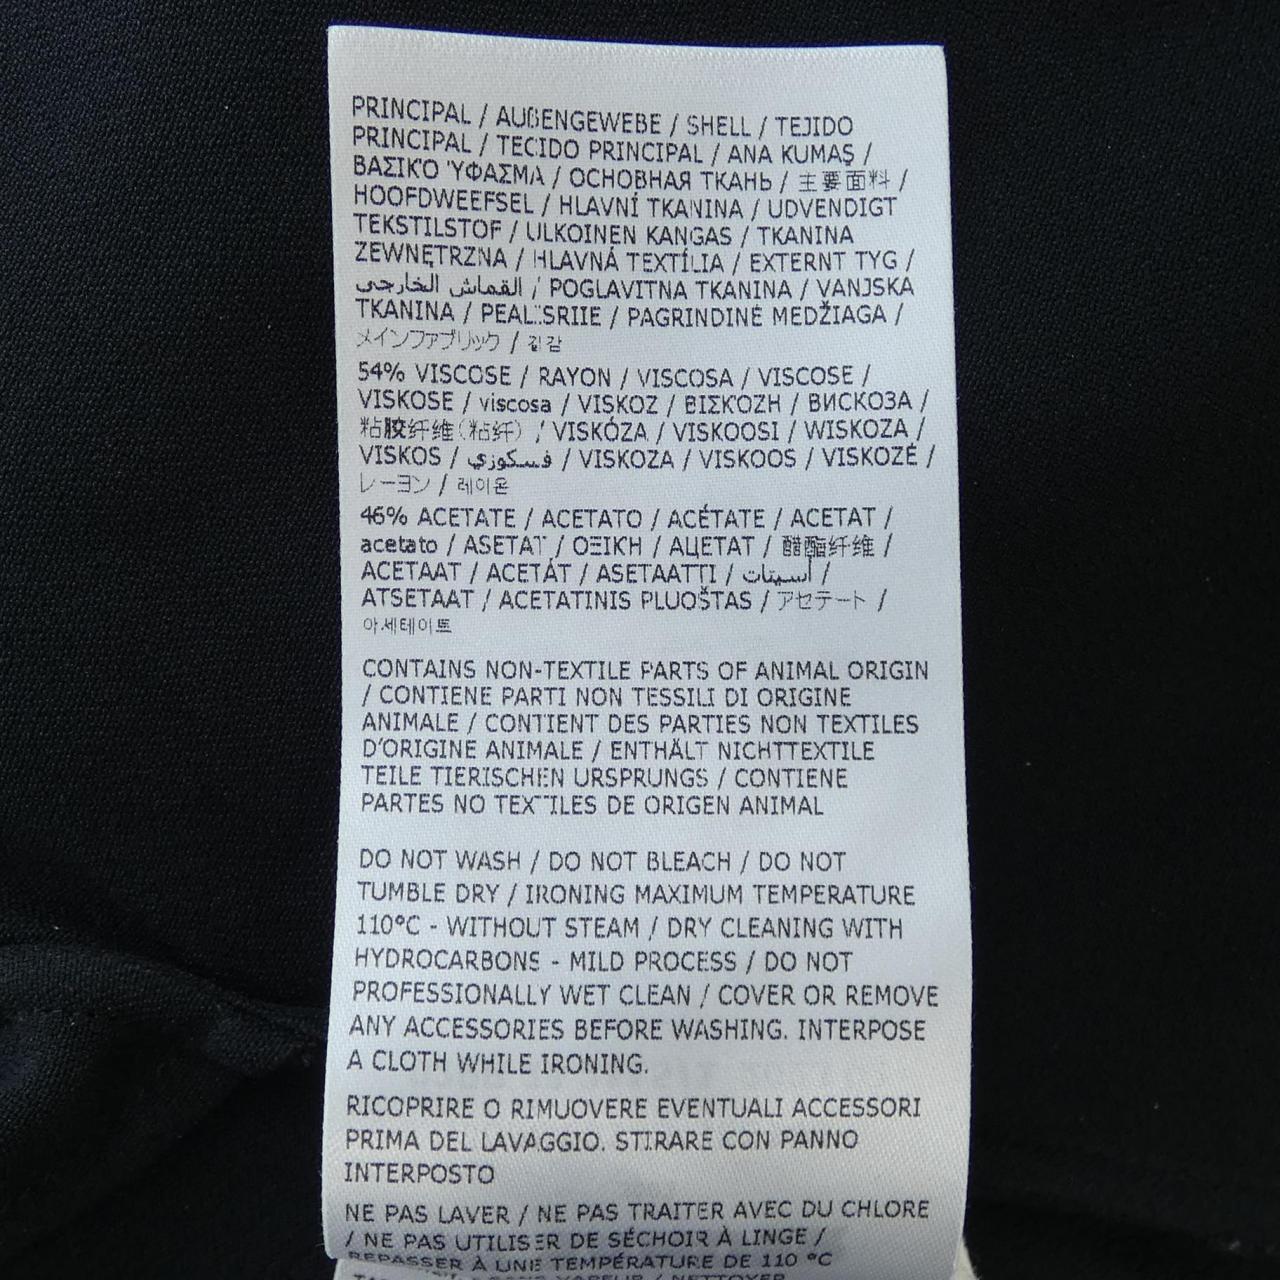 PRINCIPAL / AUßENGEWEBE / SHELL / TEJIDO
PRINCIPAL / TECIDO PRINCIPAL / ANA KUMAŞ /
ΒΑΣΙΚΌ ΎΦΑΣΜΑ / ОСНОВНАЯ ТКАНЬ / 主要面料 /
HOOFDWEEFSEL / HLAVNÍ TKANINA / UDVENDIGT
TEKSTILSTOF / ULKOINEN KANGAS / TKANINA
ZEWNĘTRZNA / HLAVNÁ TEXTÍLIA / EXTERNT TYG /
القماش الخارجي / POGLAVITNA TKANINA / VANJSKA
TKANINA / PEALISRIIE / PAGRINDINĖ MEDŽIAGA /
メインファブリック / 겉감
54% VISCOSE / RAYON / VISCOSA / VISCOSE /
VISKOSE / viscosa / VISKOZ / ΒΙΣΚΌΖΗ / ВИСКОЗА /
粘胶纤维(粘纤) / VISKÓZA / VISKOOSI / WISKOZA /
VISKOS / فسكوزي / VISKOZA / VISKOOS / VISKOZĖ /
レーヨン / 레이온
46% ACETATE / ACETATO / ACÉTATE / ACETAT /
acetato / ASETAT / ΟΞΙΚΉ / АЦЕТАТ / 醋酯纤维 /
ACETAAT / ACETÁT / ASETAATTI / أسيتات /
ATSETAAT / ACETATINIS PLUOŠTAS / アセテート /
아세테이트
CONTAINS NON-TEXTILE PARTS OF ANIMAL ORIGIN
/ CONTIENE PARTI NON TESSILI DI ORIGINE
ANIMALE / CONTIENT DES PARTIES NON TEXTILES
D'ORIGINE ANIMALE / ENTHÄLT NICHTTEXTILE
TEILE TIERISCHEN URSPRUNGS / CONTIENE
PARTES NO TEXTILES DE ORIGEN ANIMAL
DO NOT WASH / DO NOT BLEACH / DO NOT
TUMBLE DRY / IRONING MAXIMUM TEMPERATURE
110°C - WITHOUT STEAM / DRY CLEANING WITH
HYDROCARBONS - MILD PROCESS / DO NOT
PROFESSIONALLY WET CLEAN / COVER OR REMOVE
ANY ACCESSORIES BEFORE WASHING. INTERPOSE
A CLOTH WHILE IRONING.
RICOPRIRE O RIMUOVERE EVENTUALI ACCESSORI
PRIMA DEL LAVAGGIO. STIRARE CON PANNO
INTERPOSTO
NE PAS LAVER / NE PAS TRAITER AVEC DU CHLORE
/ NE PAS UTILISER DE SÉCHOIR À LINGE /
REPASSER À UNE TEMPÉRATURE DE 110 °C
SANS VAPEUR / NETTOYER